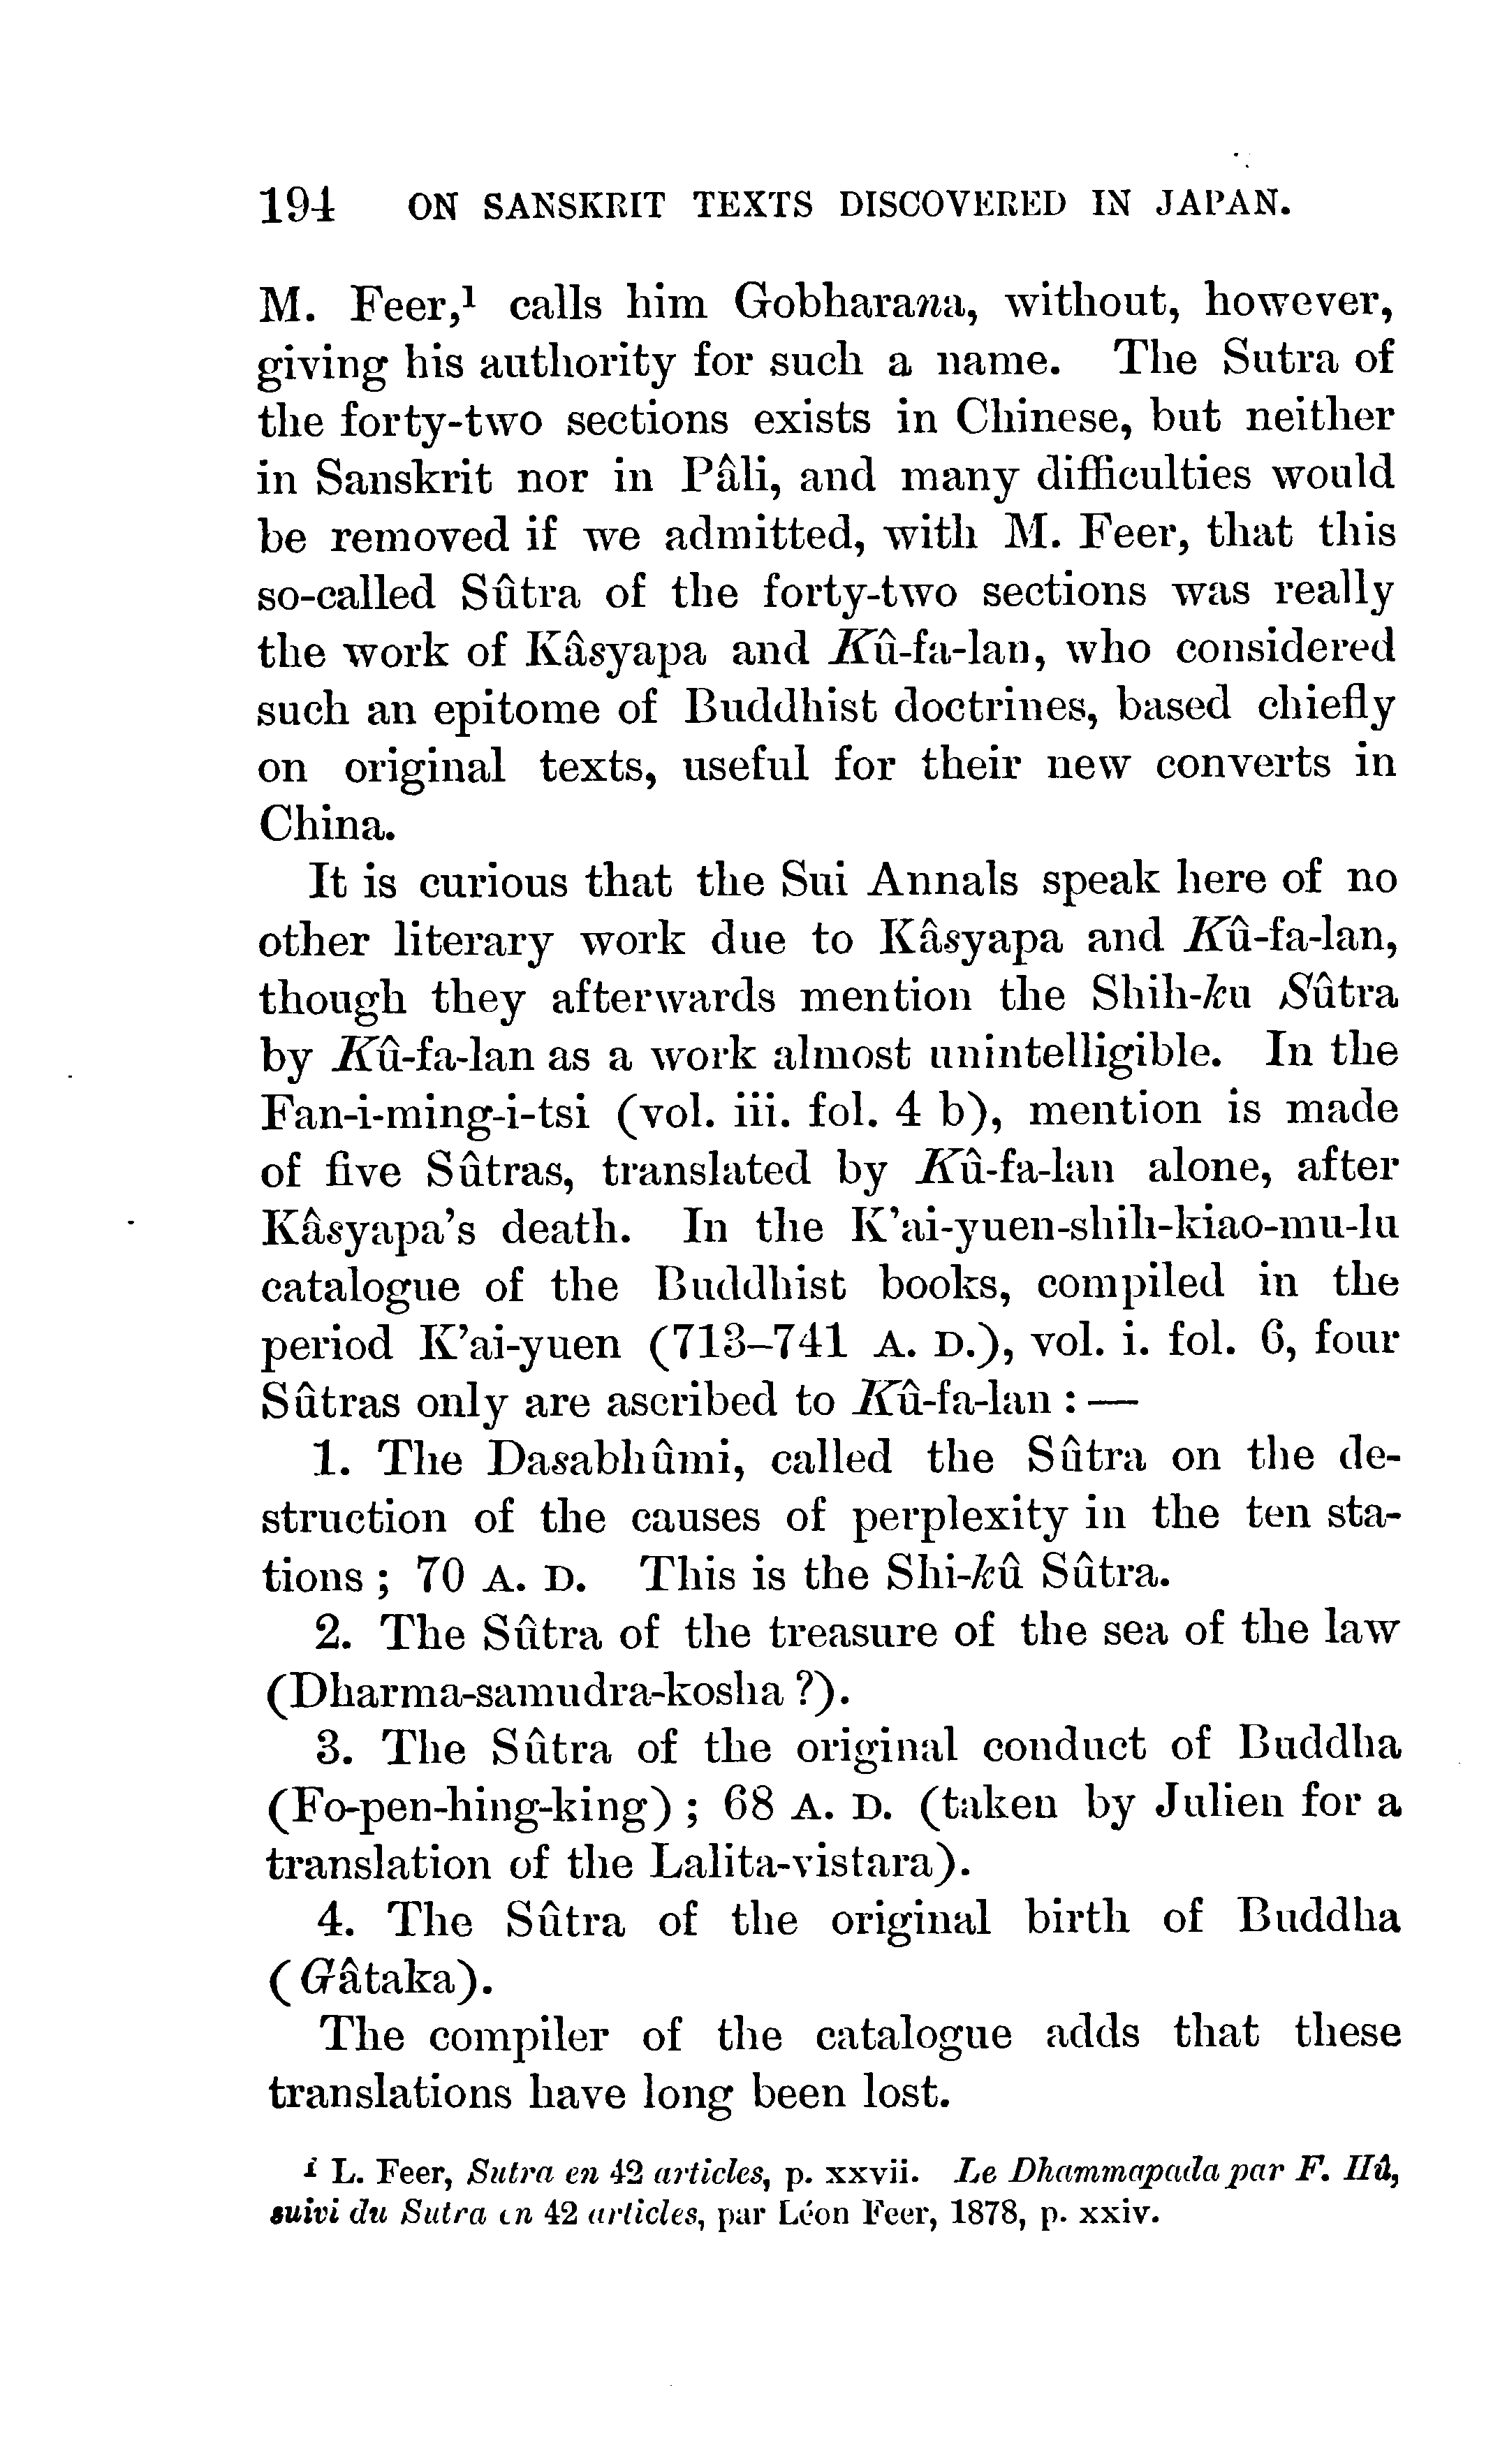 194 ON SANSKRIT TEXTS DISCOVERED IN JAPAN.
M. Feer,¹ calls him Gobharana, without, however,
giving his authority for such a name. The Sutra of
the forty-two sections exists in Chinese, but neither
in Sanskrit nor in Pâli, and many difficulties would
be removed if we admitted, with M. Feer, that this
so-called Sûtra of the forty-two sections was really
the work of Kâsyapa and Kû-fa-lan, who considered
such an epitome of Buddhist doctrines, based chiefly
on original texts, useful for their new converts in
China.
It is curious that the Sui Annals speak here of no
other literary work due to Kâsyapa and Kû-fa-lan,
though they afterwards mention the Shih-ku Sûtra
by Kû-fa-lan as a work almost unintelligible. In the
Fan-i-ming-i-tsi (vol. iii. fol. 4 b), mention is made
of five Sûtras, translated by Kû-fa-lan alone, after
Kâsyapa's death. In the K'ai-yuen-shih-kiao-mu-lu
catalogue of the Buddhist books, compiled in the
period K'ai-yuen (713–741 A. D.), vol. i. fol. 6, four
Sûtras only are ascribed to Kû-fa-lan : —
1. The Dasabhûmi, called the Sûtra on the de-
struction of the causes of perplexity in the ten sta-
tions ; 70 A. D. This is the Shi-kû Sûtra.
2. The Sûtra of the treasure of the sea of the law
(Dharma-samudra-kosha ?).
3. The Sûtra of the original conduct of Buddha
(Fo-pen-hing-king) ; 68 A. D. (taken by Julien for a
translation of the Lalita-vistara).
4. The Sûtra of the original birth of Buddha
(Gâtaka).
The compiler of the catalogue adds that these
translations have long been lost.
¹ L. Feer, Sutra en 42 articles, p. xxvii. Le Dhammapada par F. Hû,
suivi du Sutra en 42 articles, par Léon Feer, 1878, p. xxiv.